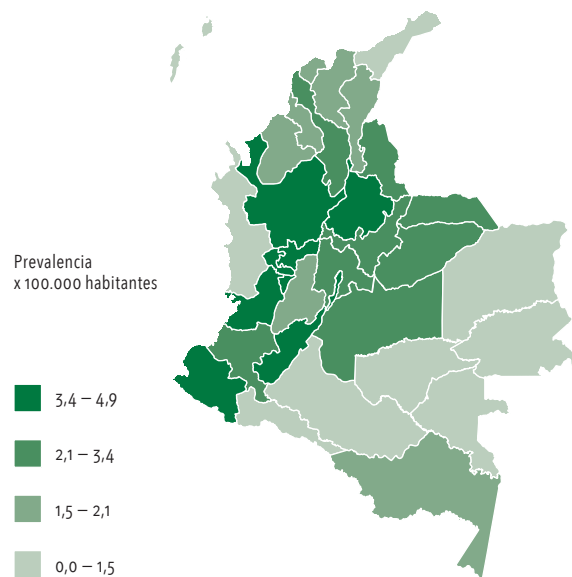 Prevalencia
x 100.000 habitantes
3,4 – 4,9
2,1 – 3,4
1,5 – 2,1
0,0 – 1,5